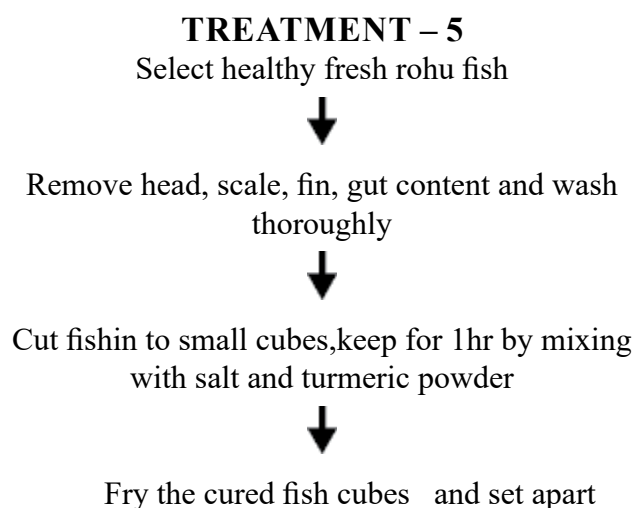 TREATMENT – 5
Select healthy fresh rohu fish
Remove head, scale, fin, gut content and wash
thoroughly
Cut fishin to small cubes,keep for 1hr by mixing
with salt and turmeric powder
Fry the cured fish cubes and set apart